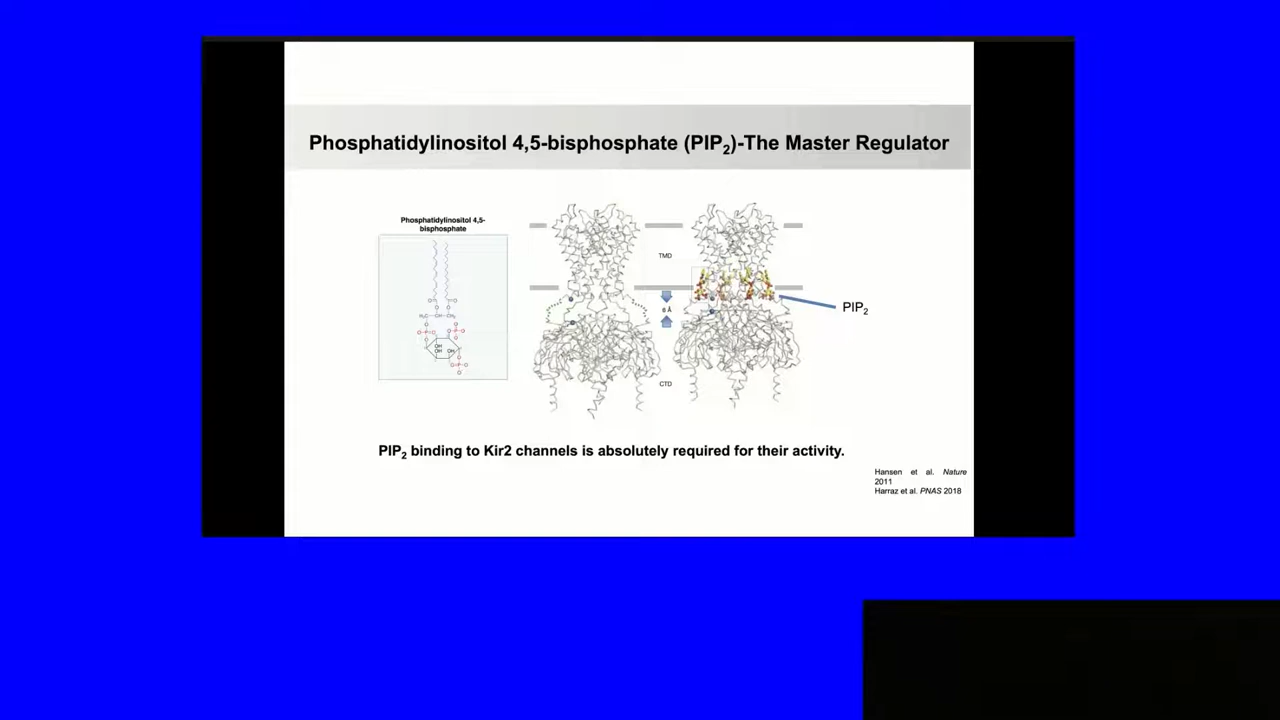 Phosphatidylinositol 4,5-bisphosphate (PIP2)-The Master Regulator
Phosphatidylinositol 4,5-
bisphosphate
TMD
6 Å
PIP2
CTD
PIP2 binding to Kir2 channels is absolutely required for their activity.
Hansen et al. Nature
2011
Harraz et al. PNAS 2018